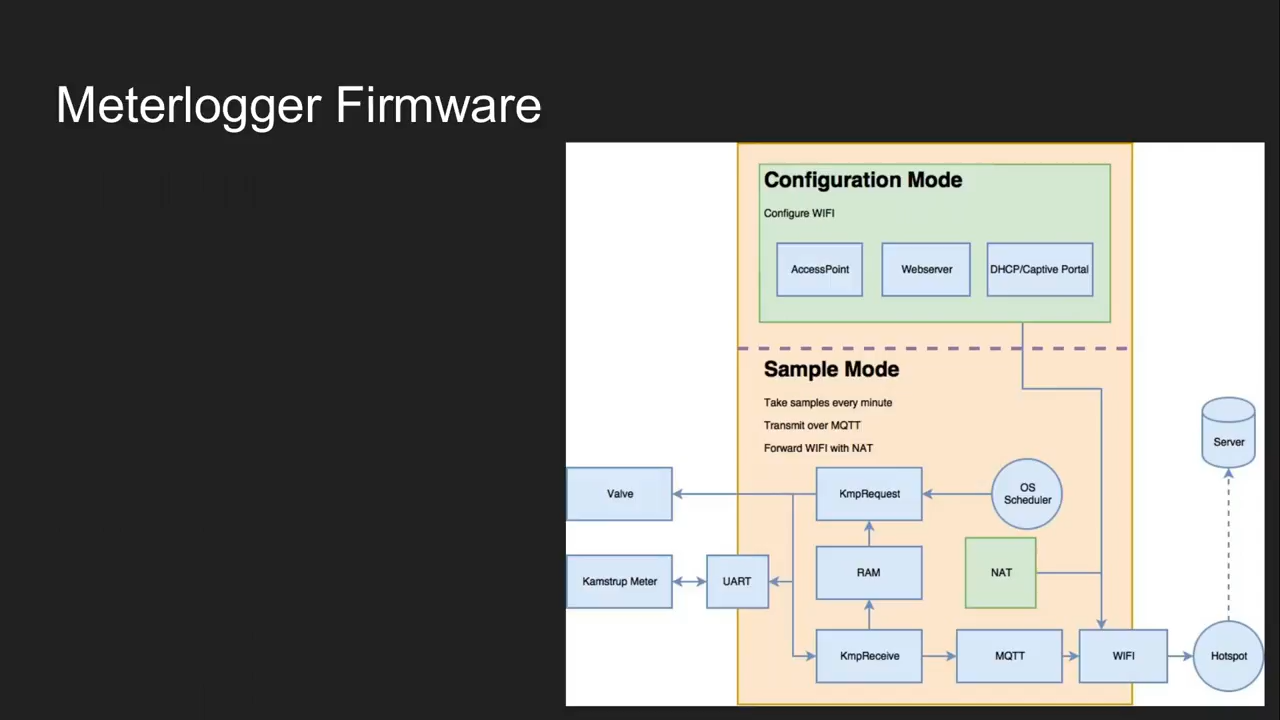 Meterlogger Firmware
Configuration Mode
Configure WIFI
AccessPoint
Webserver
DHCP/Captive Portal
Sample Mode
Take samples every minute
Transmit over MQTT
Forward WIFI with NAT
Server
Valve
KmpRequest
OS
Scheduler
Kamstrup Meter
UART
RAM
NAT
KmpReceive
MQTT
WIFI
Hotspot